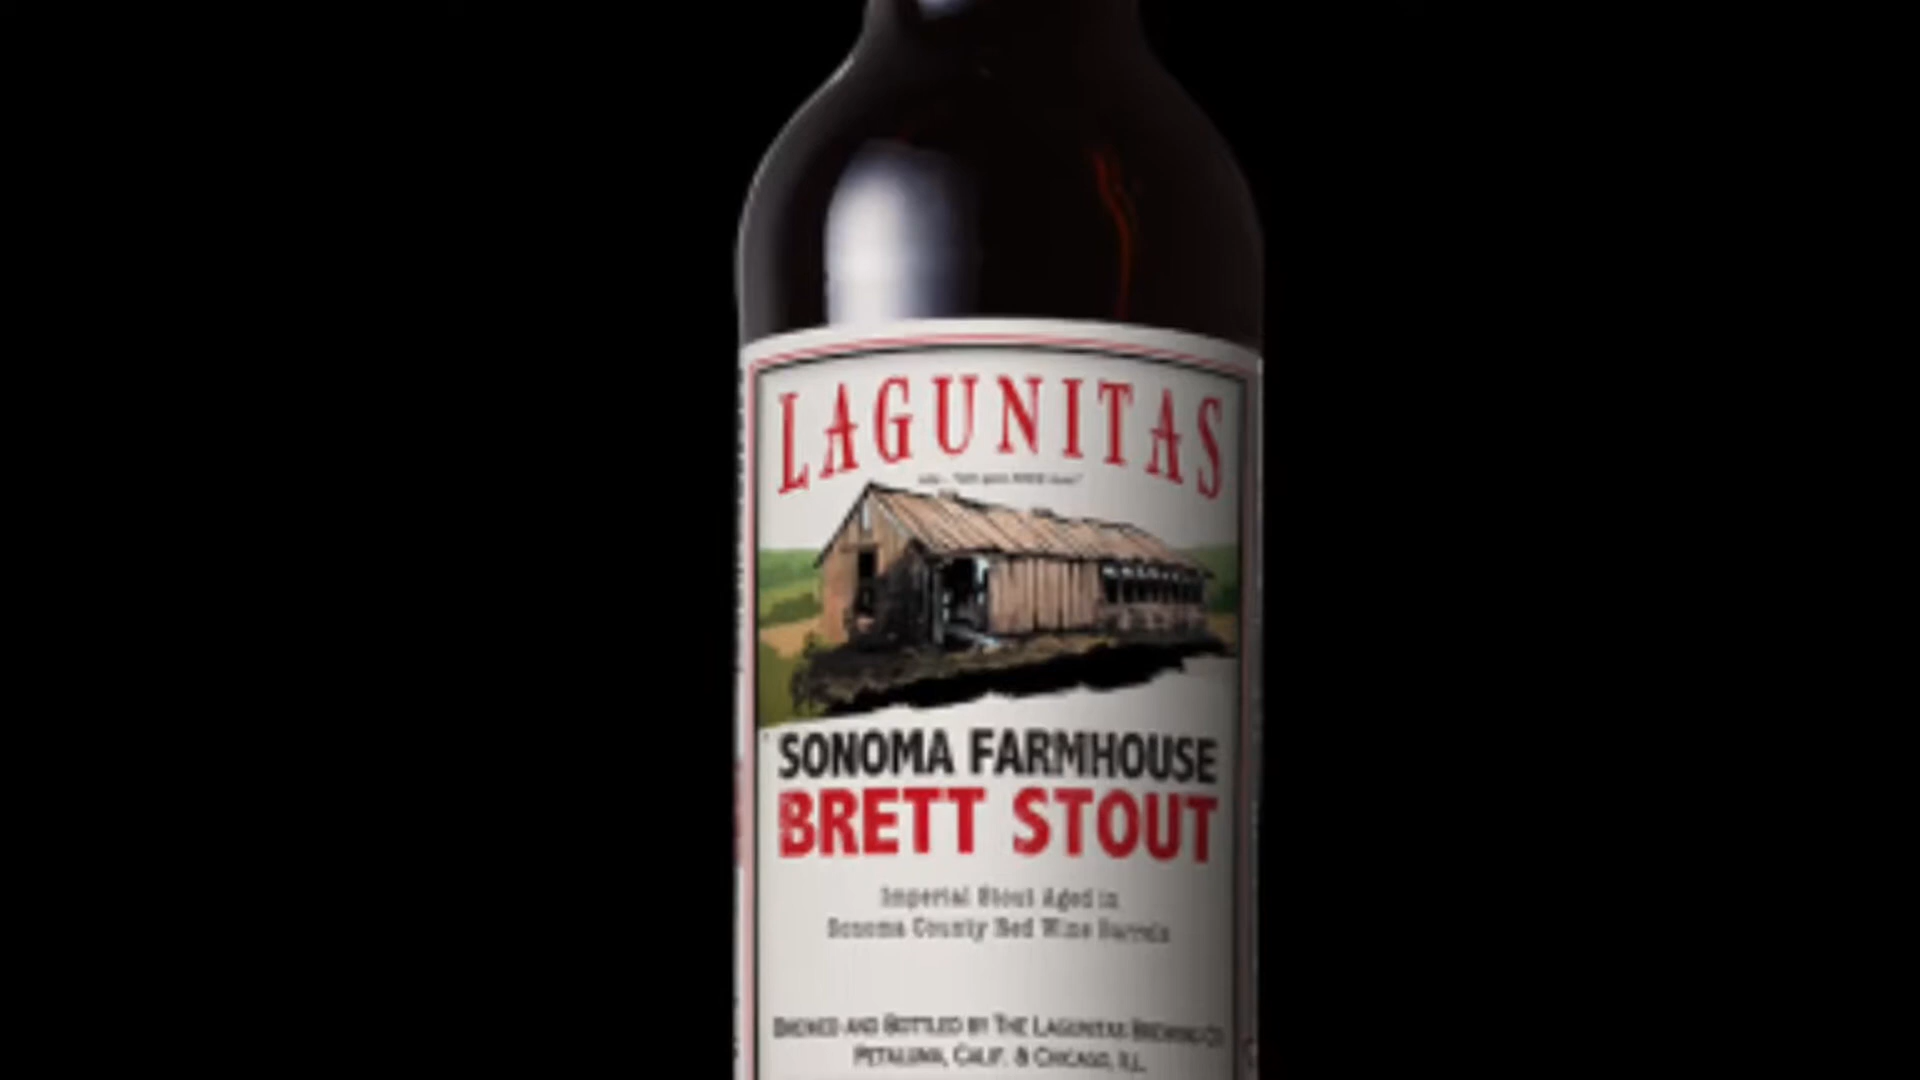 LAGUNITAS
SONOMA FARMHOUSE
BRETT STOUT
Imperial Stout Aged in
Sonoma County Red Wine Barrels
BREWED AND BOTTLED BY THE LAGUNITAS BREWING CO
PETALUMA, CALIF. & CHICAGO, ILL.